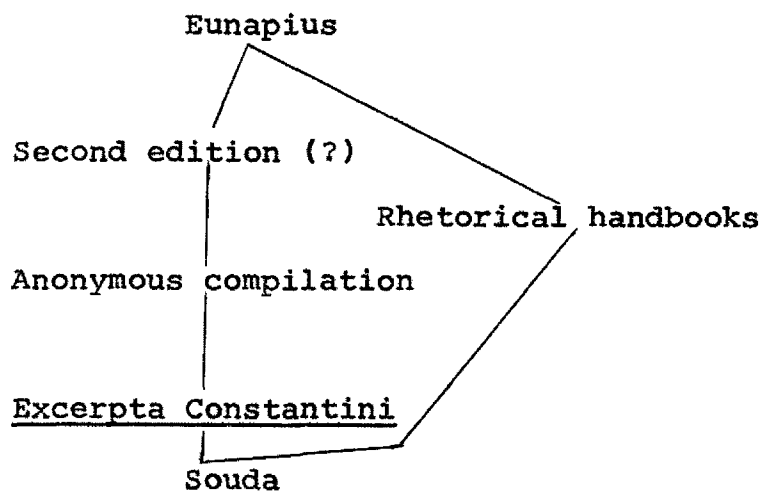 Eunapius
Second edition (?)
Rhetorical handbooks
Anonymous compilation
Excerpta Constantini
Souda